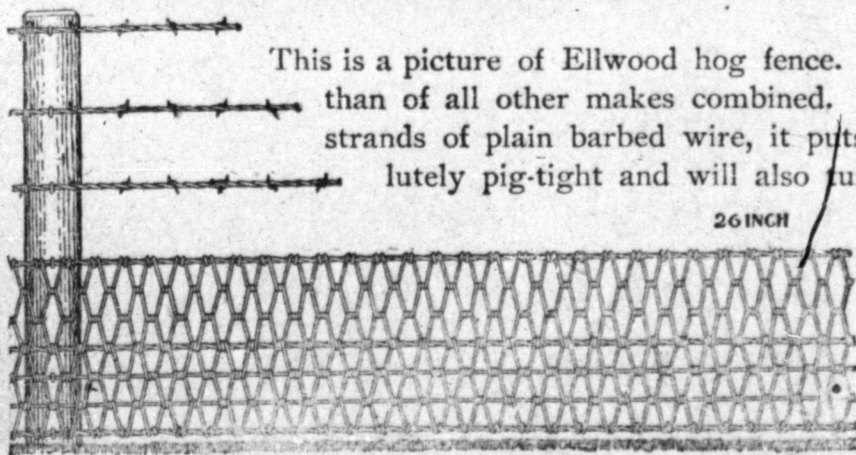 This is a picture of Ellwood hog fence.
than of all other makes combined.
strands of plain barbed wire, it puts
lutely pig-tight and will also
26 INCH